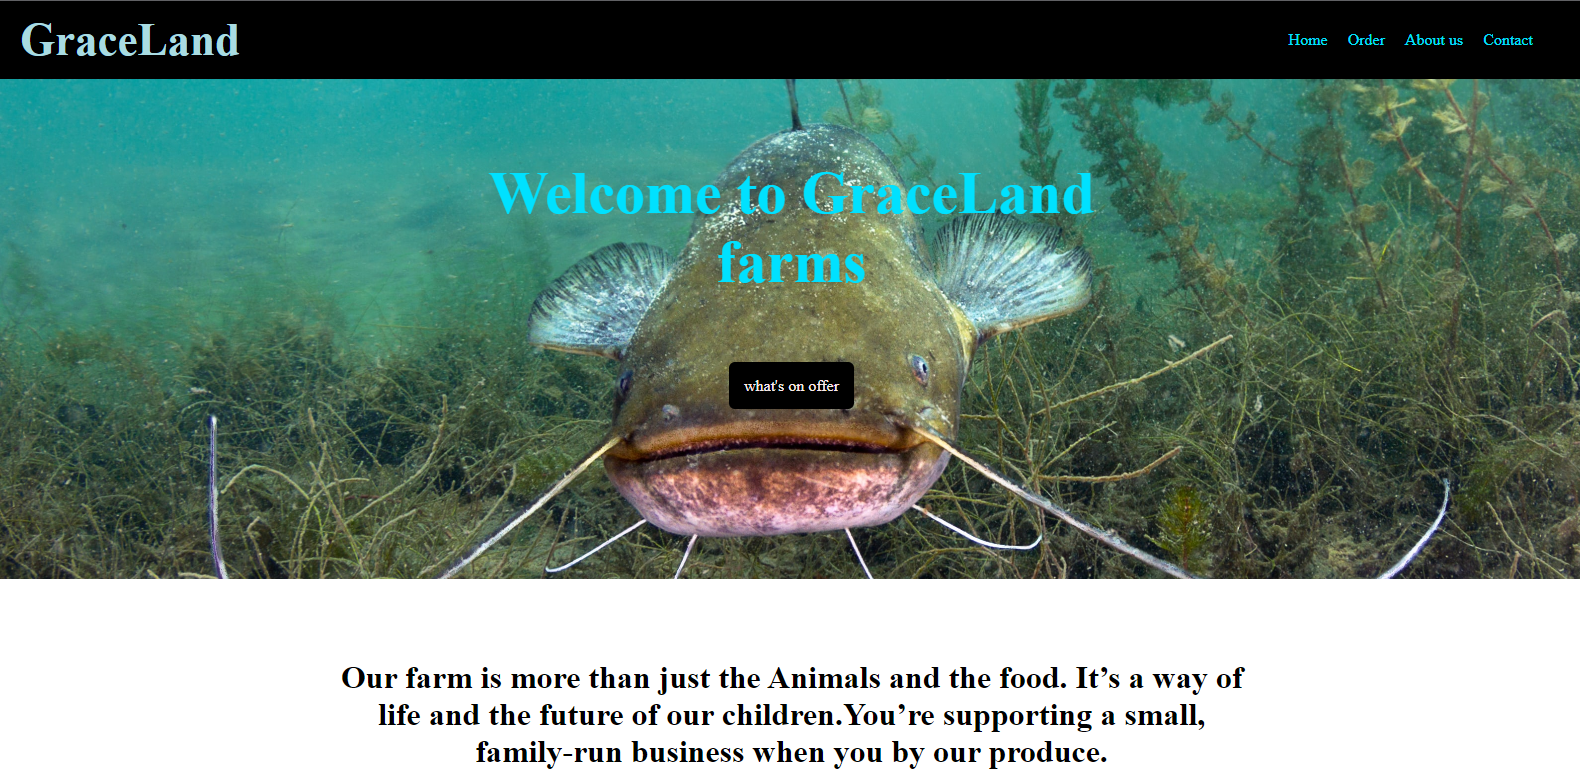 GraceLand
Home Order About us Contact
Welcome to GraceLand
farms
what's on offer
Our farm is more than just the Animals and the food. It’s a way of
life and the future of our children.You’re supporting a small,
family-run business when you by our produce.